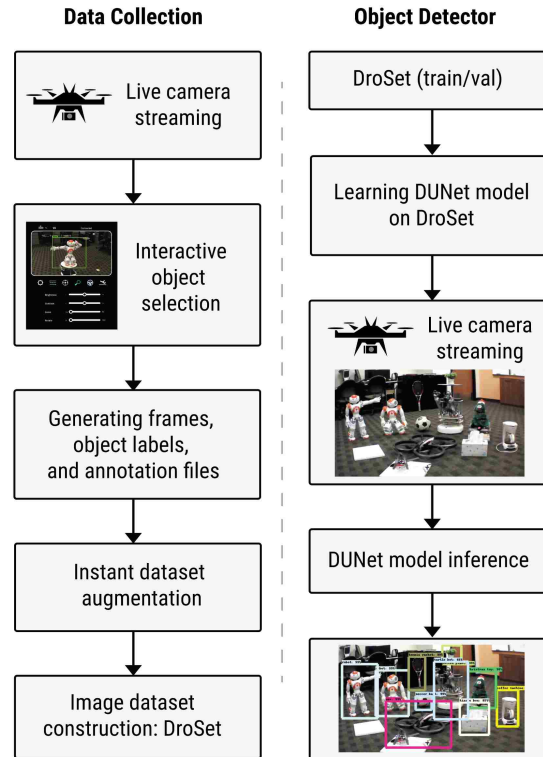 Data Collection
Live camera
streaming
Interactive
object
selection
Generating frames,
object labels,
and annotation files
Instant dataset
augmentation
Image dataset
construction: DroSet
Object Detector
DroSet (train/val)
Learning DUNet model
on DroSet
Live camera
streaming
DUNet model inference